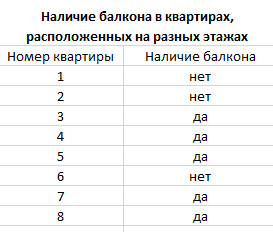 Наличие балкона в квартирах,
расположенных на разных этажах
Номер квартиры Наличие балкона
1 нет
2 нет
3 да
4 да
5 да
6 нет
7 да
8 да